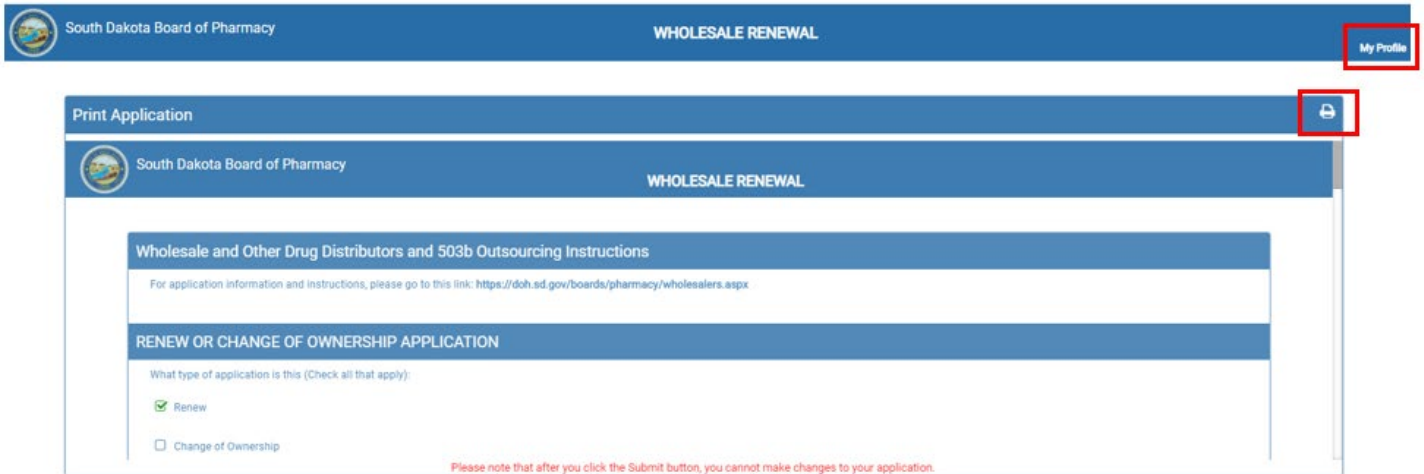 South Dakota Board of Pharmacy
WHOLESALE RENEWAL
My Profile
Print Application
South Dakota Board of Pharmacy
WHOLESALE RENEWAL
Wholesale and Other Drug Distributors and 503b Outsourcing Instructions
For application information and instructions, please go to this link: https://doh.sd.gov/boards/pharmacy/wholesalers.aspx
RENEW OR CHANGE OF OWNERSHIP APPLICATION
What type of application is this (Check all that apply):
Renew
Change of Ownership
Please note that after you click the Submit button, you cannot make changes to your application.